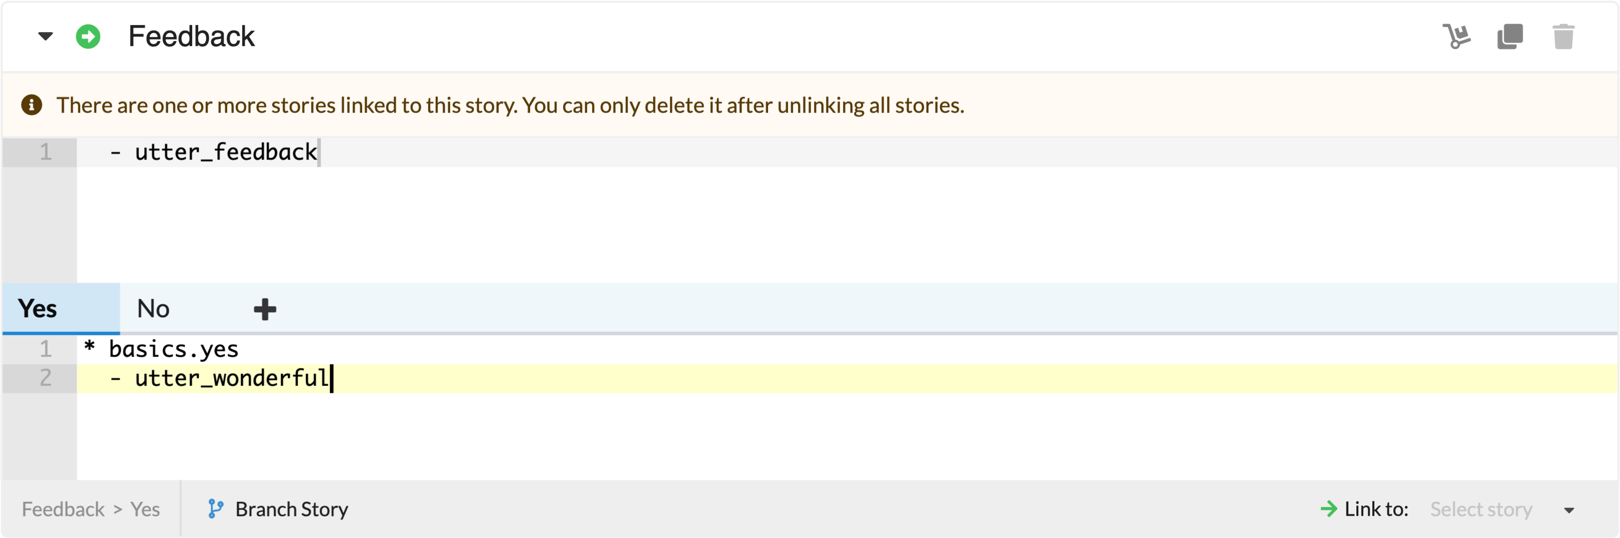 Feedback
There are one or more stories linked to this story. You can only delete it after unlinking all stories.
1 - utter_feedback
Yes No +
1 * basics.yes
2 - utter_wonderful
Feedback > Yes Branch Story Link to: Select story